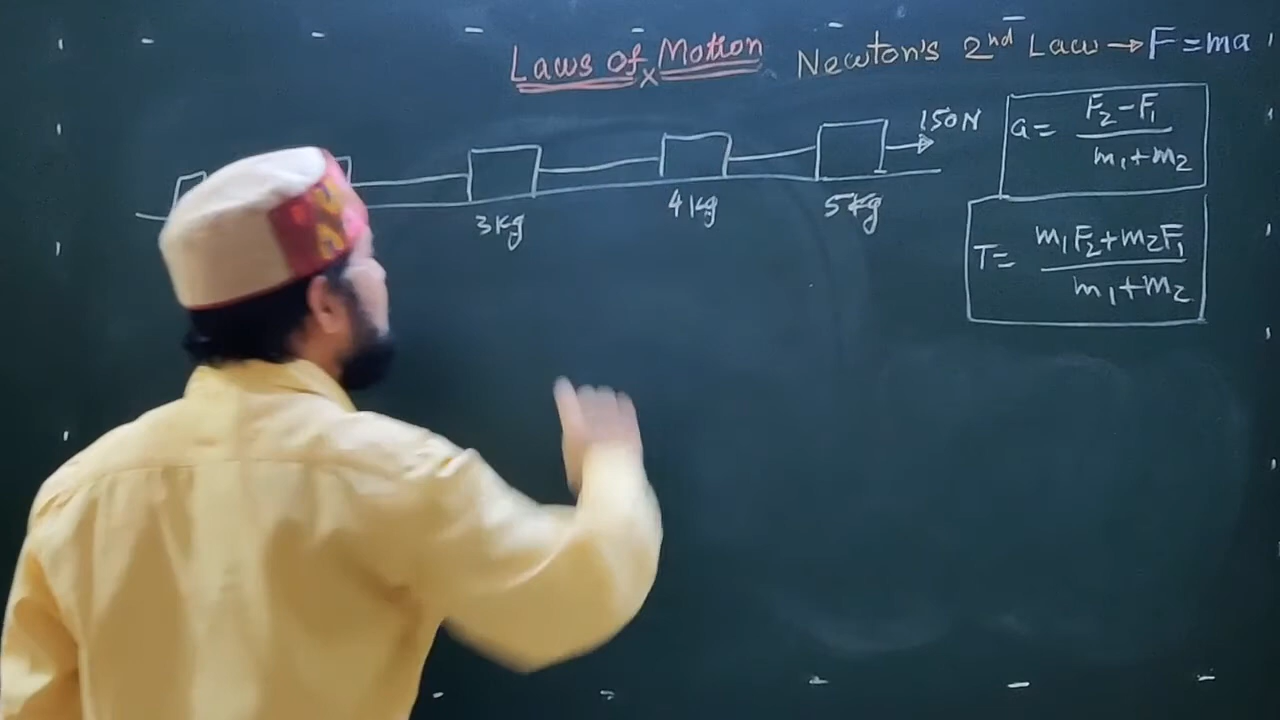 Laws of Motion Newton's 2nd Law → F = ma
150N
3Kg 4Kg 5Kg
a = F₂ - F₁ / m₁ + m₂
T = m₁F₂ + m₂F₁ / m₁ + m₂